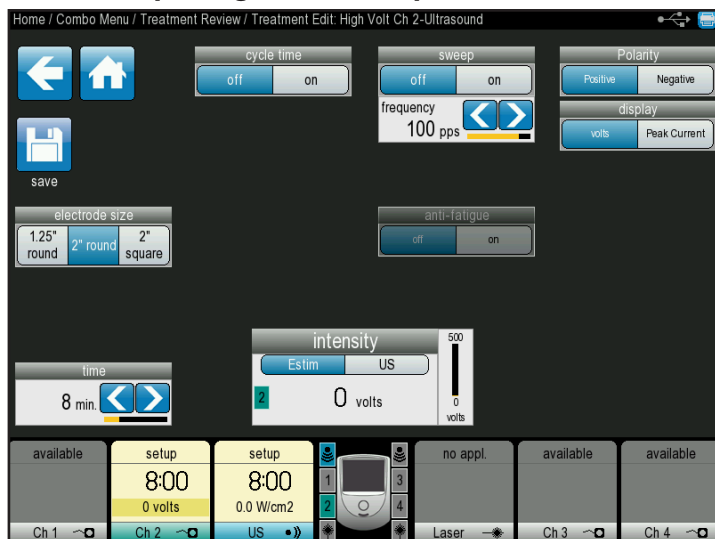 Home / Combo Menu / Treatment Review / Treatment Edit: High Volt Ch 2-Ultrasound
cycle time
off on
sweep
off on
frequency
100 pps
Polarity
Positive Negative
display
volts Peak Current
save
electrode size
1.25" round 2" round 2" square
anti-fatigue
off on
time
8 min.
intensity
Estim US
2 0 volts
500
0
volts
available
Ch 1
setup
8:00
0 volts
Ch 2
setup
8:00
0.0 W/cm2
US
1 3
2 4
no appl.
Laser
available
Ch 3
available
Ch 4